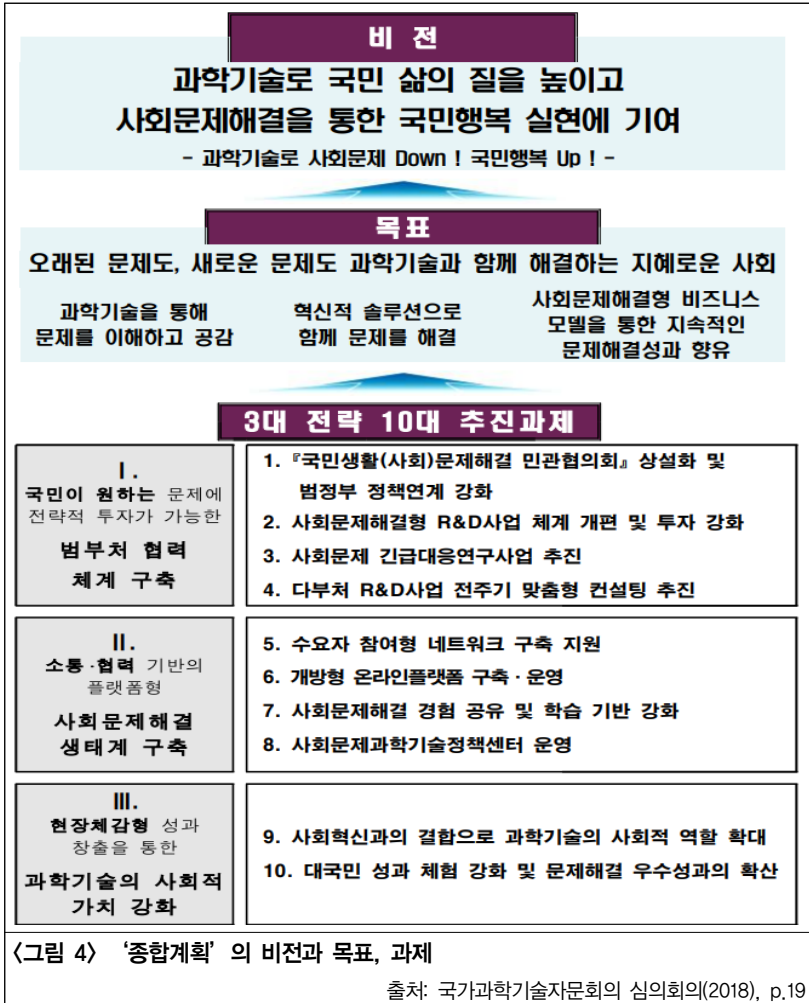 비 전
과학기술로 국민 삶의 질을 높이고
사회문제해결을 통한 국민행복 실현에 기여
- 과학기술로 사회문제 Down ! 국민행복 Up ! -
목표
오래된 문제도, 새로운 문제도 과학기술과 함께 해결하는 지혜로운 사회
과학기술을 통해
문제를 이해하고 공감
혁신적 솔루션으로
함께 문제를 해결
사회문제해결형 비즈니스
모델을 통한 지속적인
문제해결성과 향유
3대 전략 10대 추진과제
Ⅰ.
국민이 원하는 문제에
전략적 투자가 가능한
범부처 협력
체계 구축
1. 『국민생활(사회)문제해결 민관협의회』 상설화 및
범정부 정책연계 강화
2. 사회문제해결형 R&D사업 체계 개편 및 투자 강화
3. 사회문제 긴급대응연구사업 추진
4. 다부처 R&D사업 전주기 맞춤형 컨설팅 추진
Ⅱ.
소통·협력 기반의
플랫폼형
사회문제해결
생태계 구축
5. 수요자 참여형 네트워크 구축 지원
6. 개방형 온라인플랫폼 구축·운영
7. 사회문제해결 경험 공유 및 학습 기반 강화
8. 사회문제과학기술정책센터 운영
Ⅲ.
현장체감형 성과
창출을 통한
과학기술의 사회적
가치 강화
9. 사회혁신과의 결합으로 과학기술의 사회적 역할 확대
10. 대국민 성과 체험 강화 및 문제해결 우수성과의 확산
〈그림 4〉 ‘종합계획’의 비전과 목표, 과제
출처: 국가과학기술자문회의 심의회의(2018), p.19